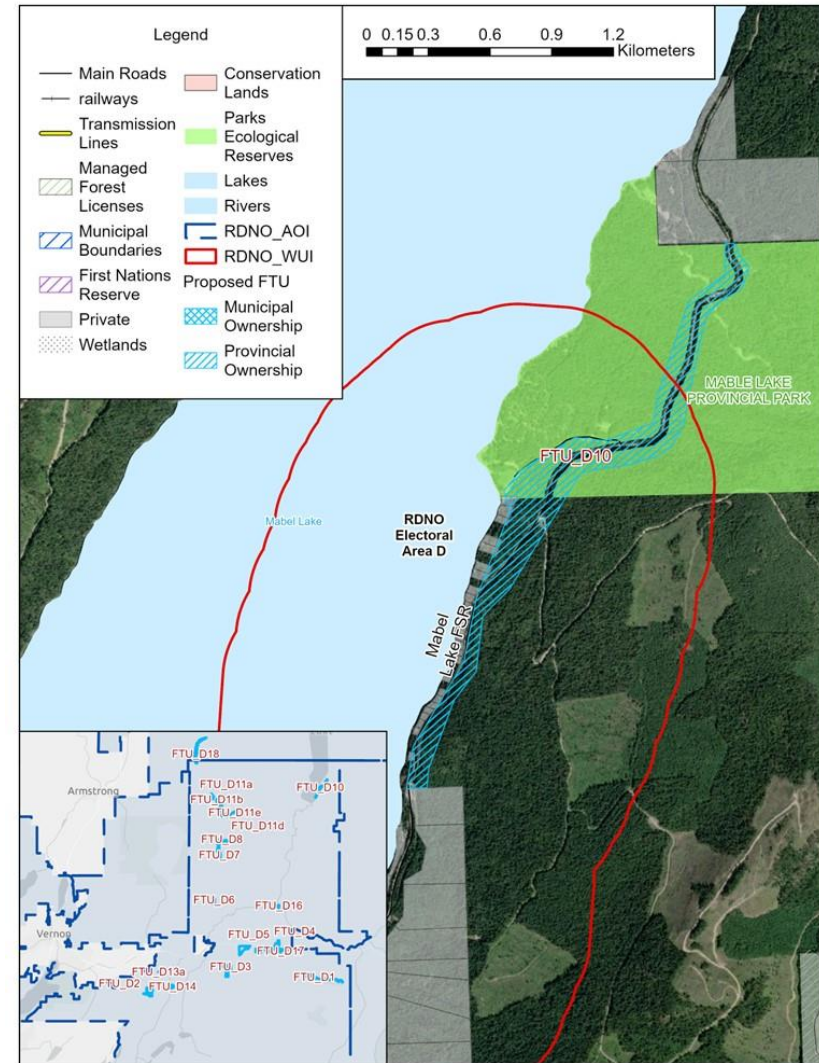 Legend
Main Roads
railways
Transmission
Lines
Managed
Forest
Licenses
Municipal
Boundaries
First Nations
Reserve
Private
Wetlands
Conservation
Lands
Parks
Ecological
Reserves
Lakes
Rivers
RDNO_AOI
RDNO_WUI
Proposed FTU
Municipal
Ownership
Provincial
Ownership
0 0.15 0.3 0.6 0.9 1.2
Kilometers
MABLE LAKE
PROVINCIAL PARK
FTU_D10
Mabel Lake
RDNO
Electoral
Area D
Mabel
Lake FSR
FTU_D18
Armstrong
FTU_D11a
FTU_D10
FTU_D11b
FTU_D11e
FTU_D11d
FTU_D8
FTU_D7
FTU_D6
FTU_D16
Vernon
FTU_D5
FTU_D4
FTU_D17
FTU_D13a
FTU_D3
FTU_D1
FTU_D2
FTU_D14